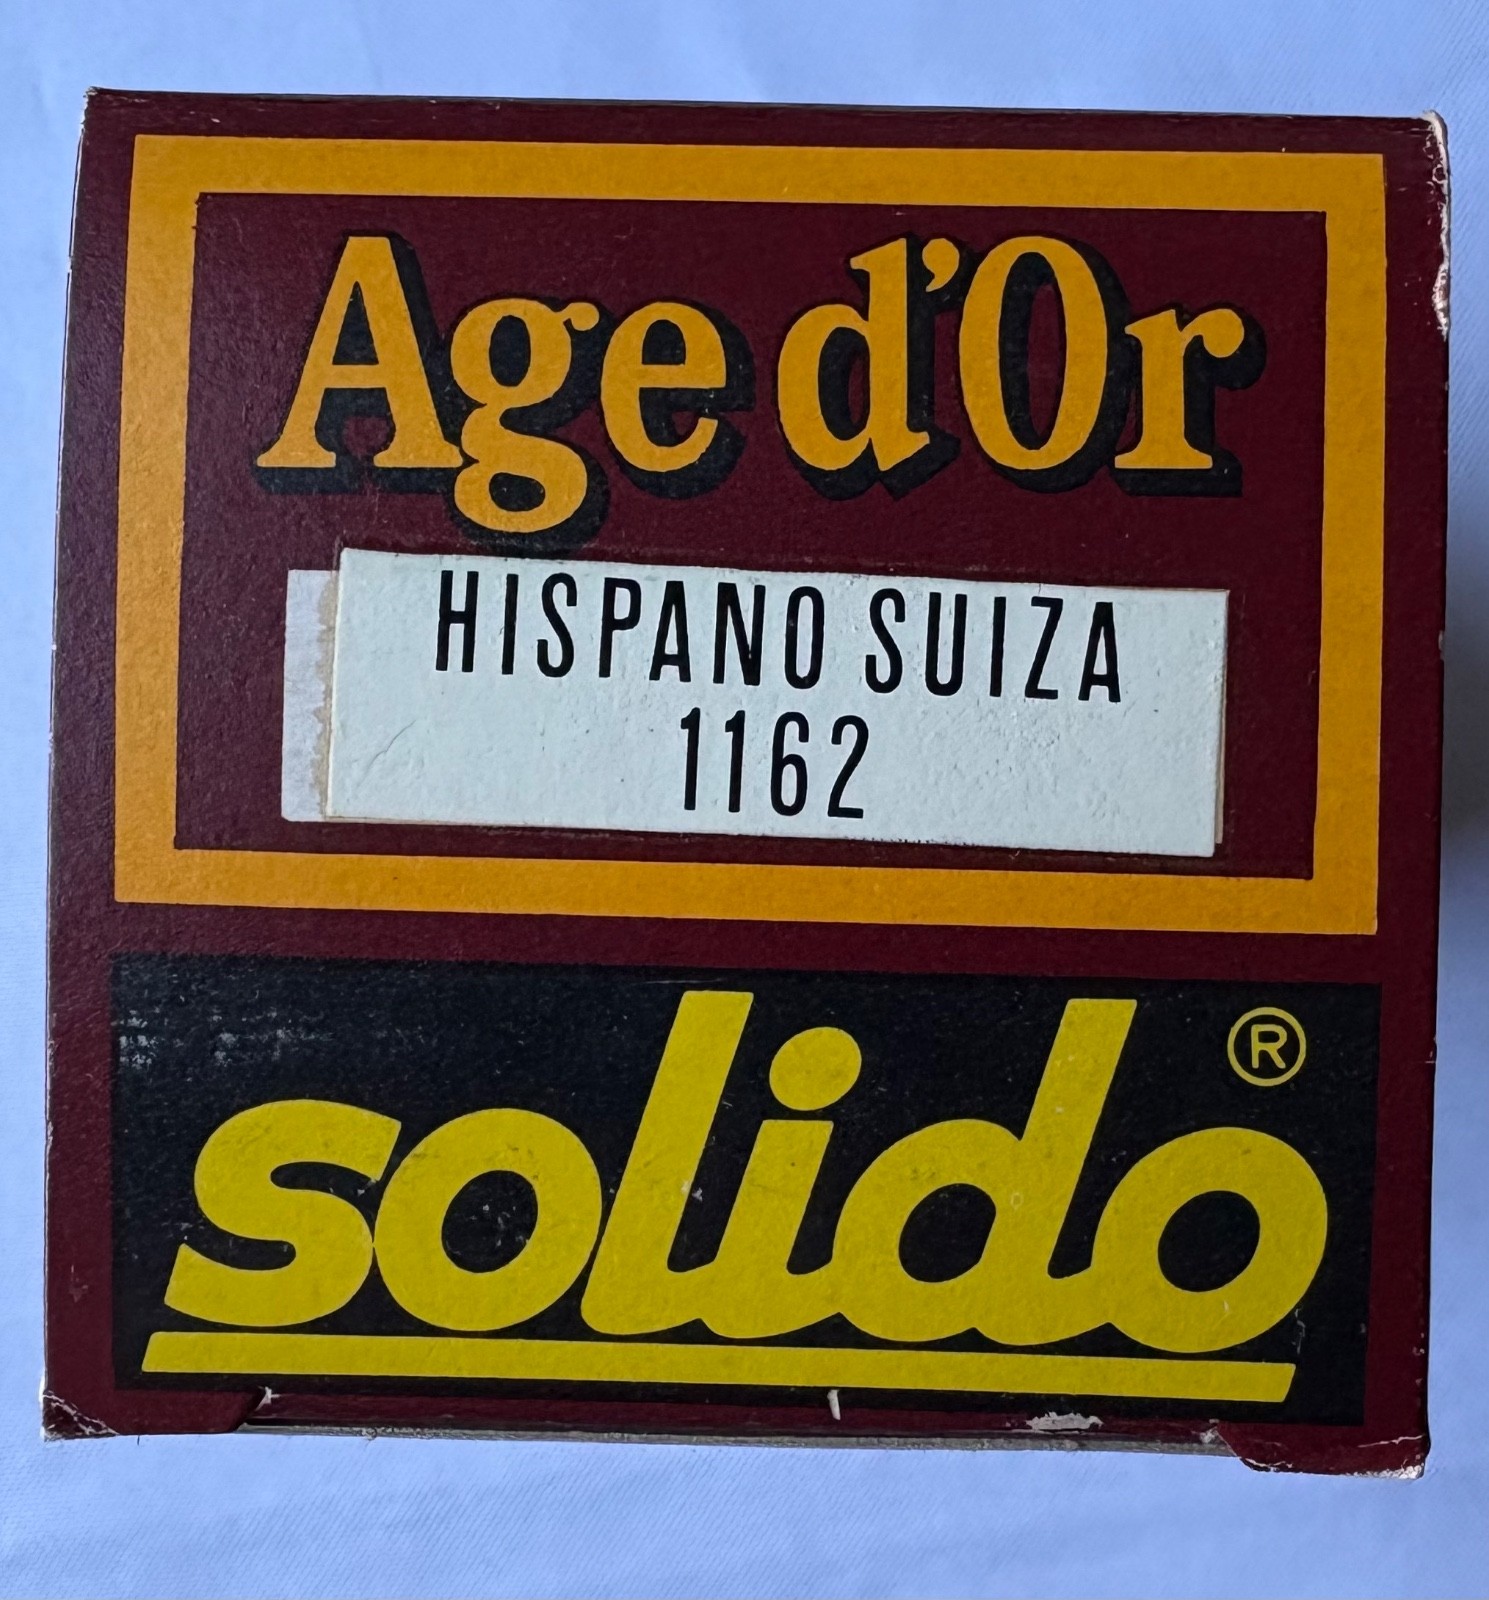 Age d'Or
HISPANO SUIZA
1162
solido ®